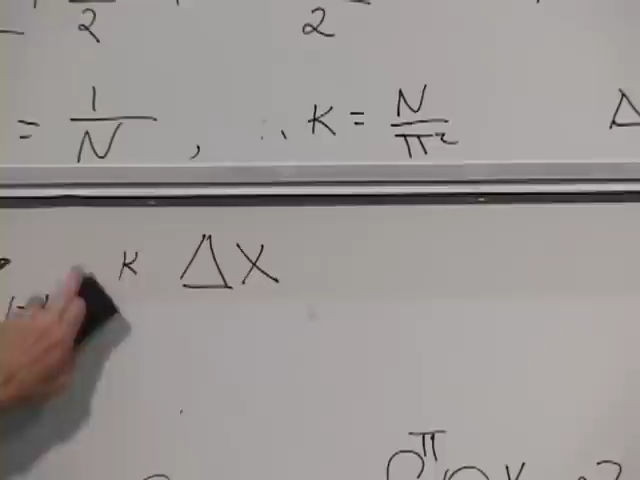 2 2
= 1/N , ∴ K = N/π² Δ
K ΔX
π